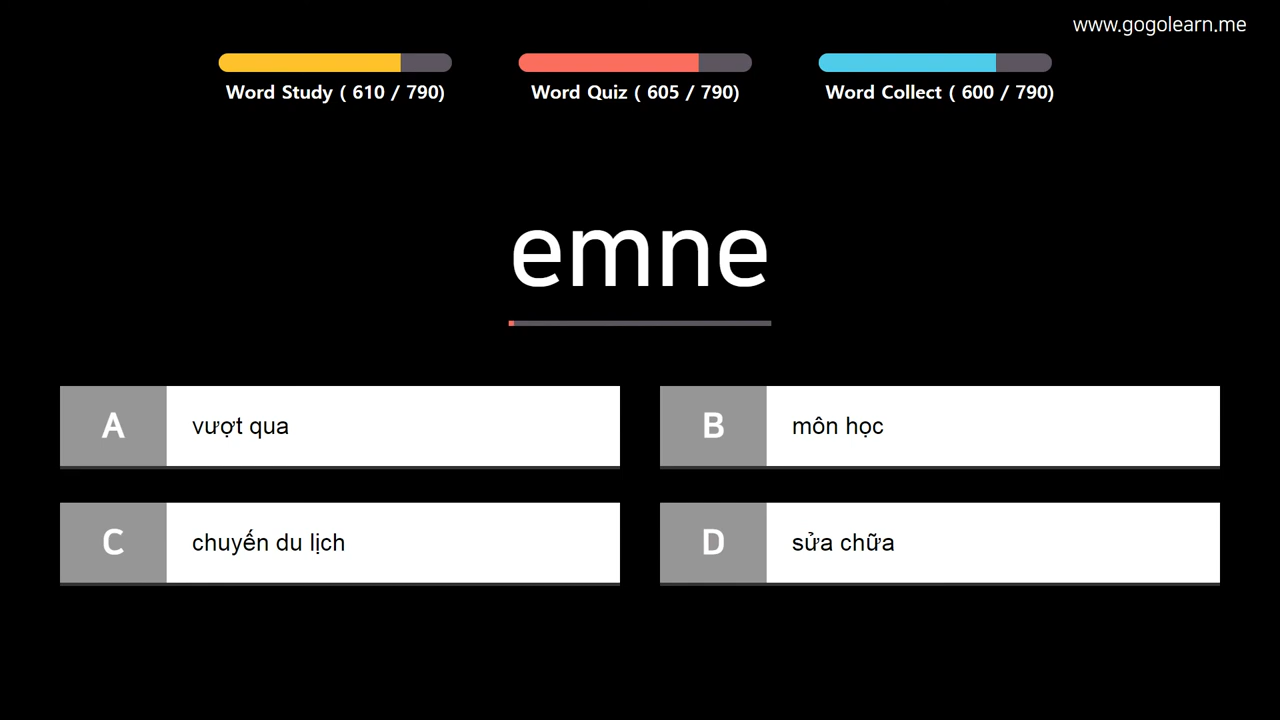 www.gogolearn.me
Word Study ( 610 / 790)
Word Quiz ( 605 / 790)
Word Collect ( 600 / 790)
emne
A
vượt qua
B
môn học
C
chuyến du lịch
D
sửa chữa